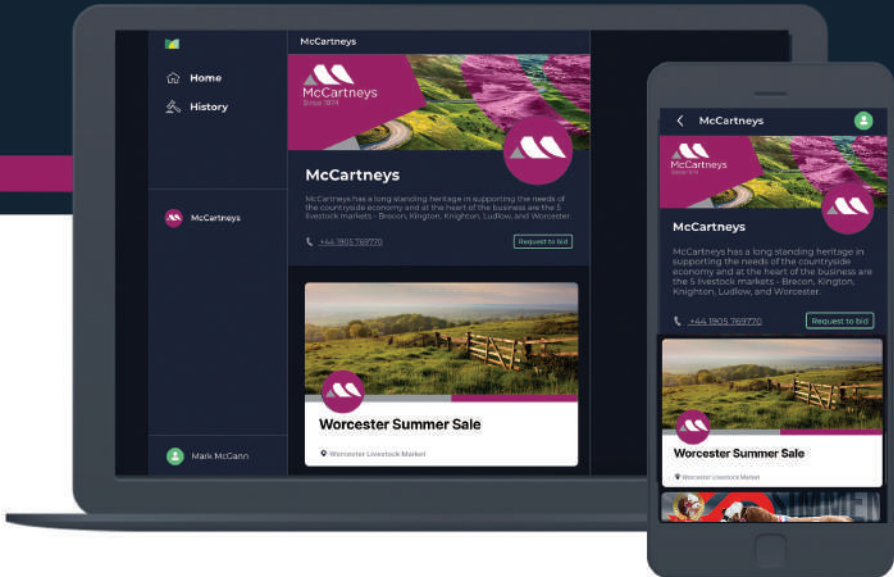 McCartneys
Home
McCartneys
Since 1874
History
McCartneys
McCartneys has a long standing heritage in supporting the needs of
the countryside economy and at the heart of the business are the 5
livestock markets - Brecon, Kington, Knighton, Ludlow, and Worcester.
McCartneys
+44 1905 769770
Request to bid
Worcester Summer Sale
Worcester Livestock Market
Mark McGann
McCartneys
McCartneys
McCartneys
McCartneys has a long standing heritage in
supporting the needs of the countryside
economy and at the heart of the business are
the 5 livestock markets - Brecon, Kington,
Knighton, Ludlow, and Worcester.
+44 1905 769770
Request to bid
Worcester Summer Sale
Worcester Livestock Market